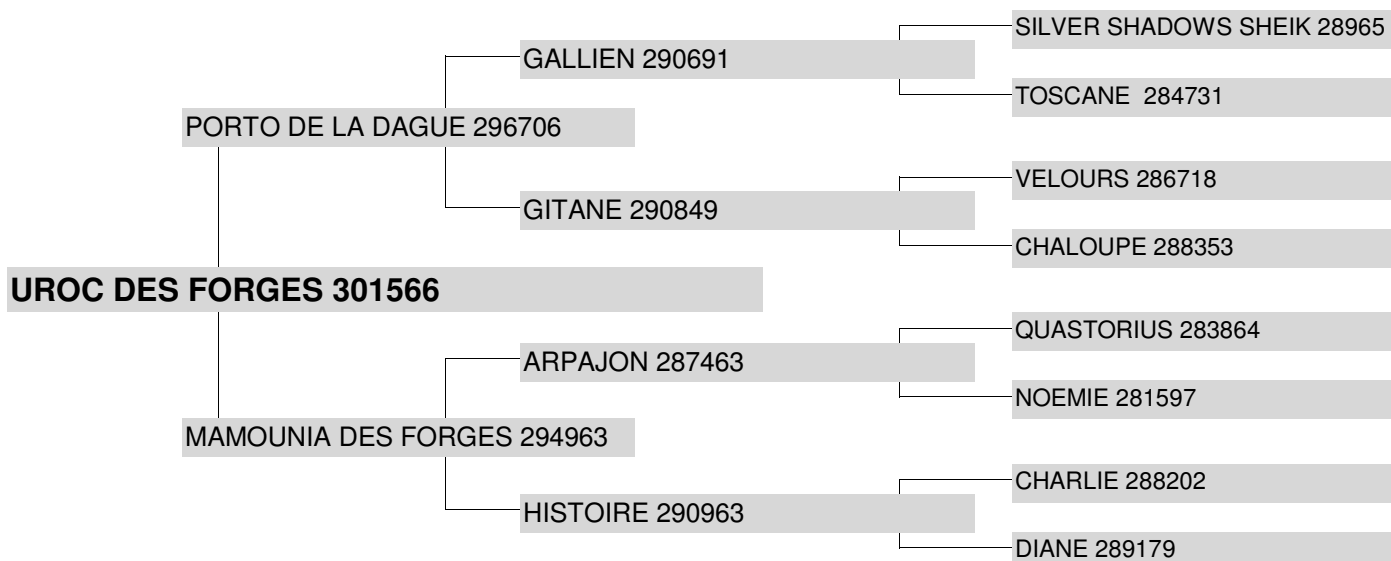 SILVER SHADOWS SHEIK 28965
GALLIEN 290691
TOSCANE  284731
PORTO DE LA DAGUE 296706
VELOURS 286718
GITANE 290849
CHALOUPE 288353
UROC DES FORGES 301566
QUASTORIUS 283864
ARPAJON 287463
NOEMIE 281597
MAMOUNIA DES FORGES 294963
CHARLIE 288202
HISTOIRE 290963
DIANE 289179